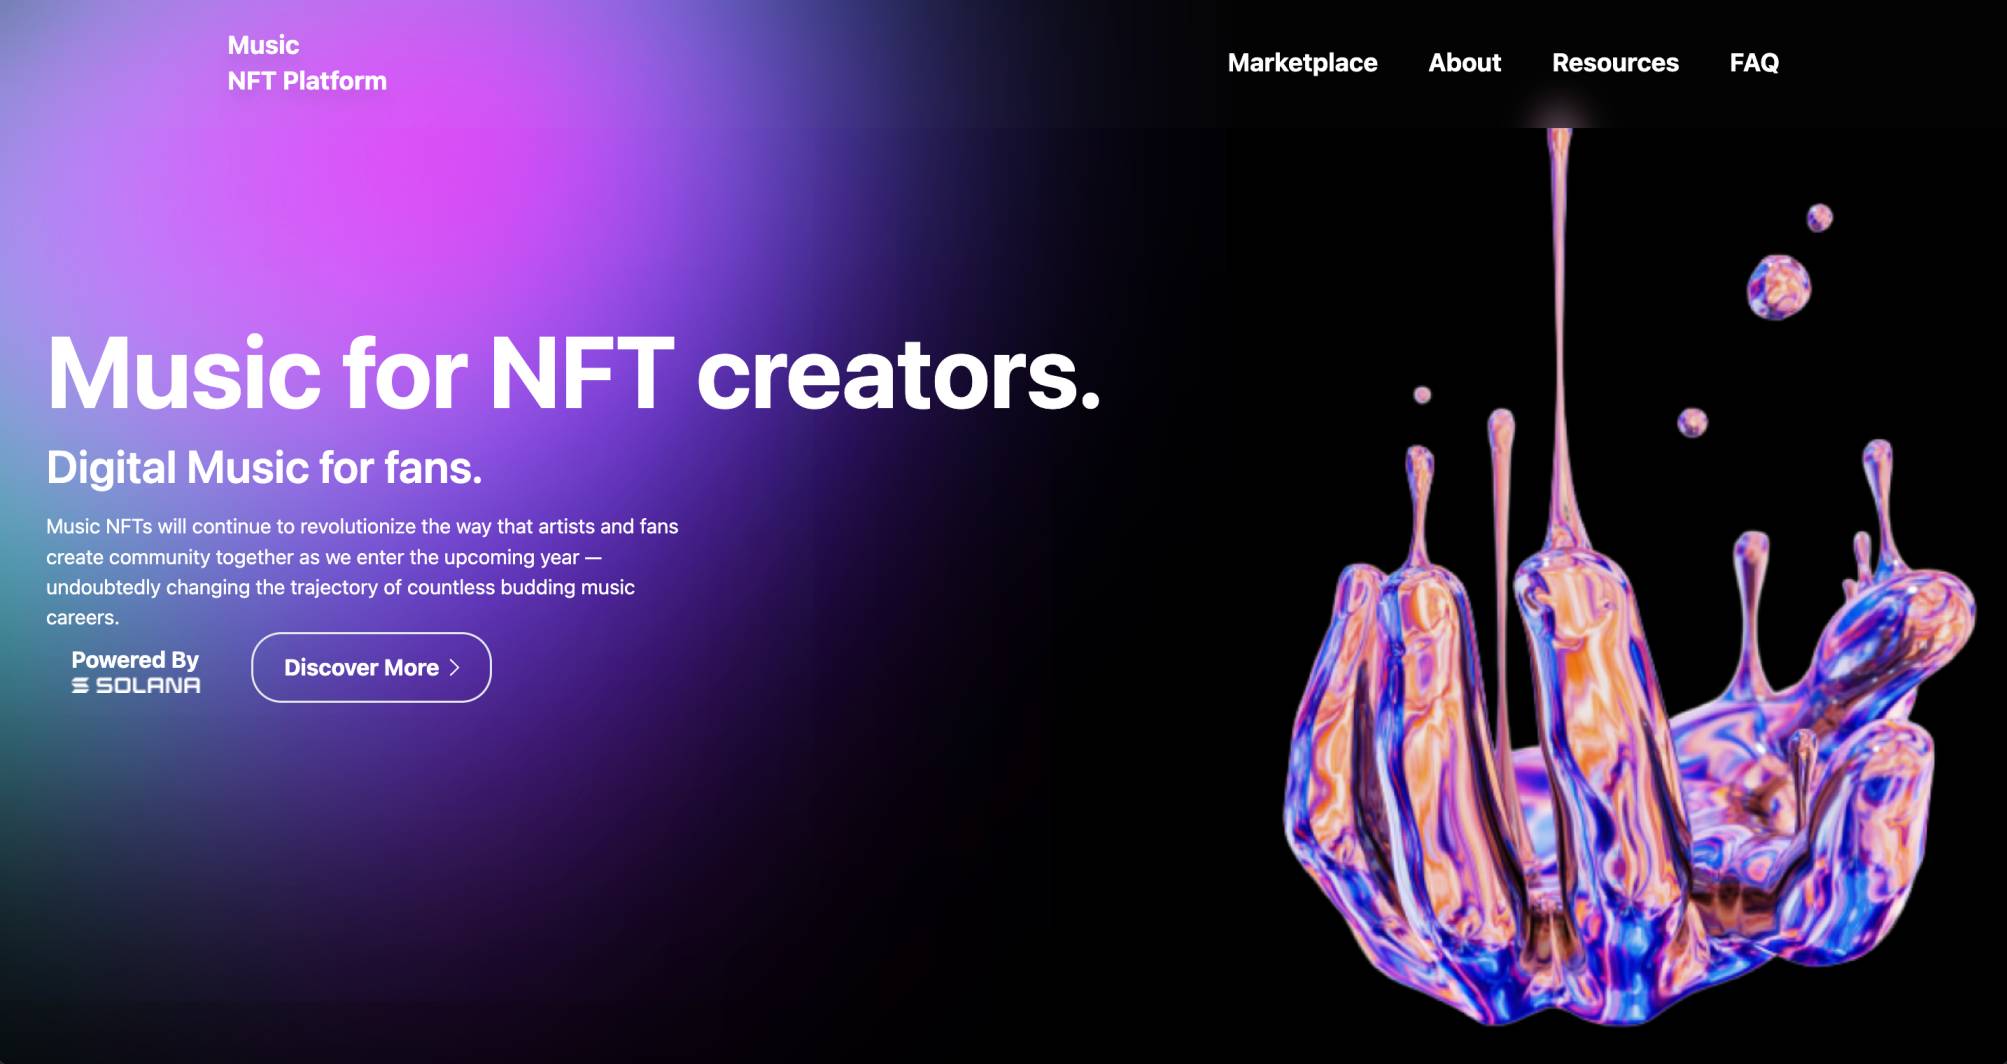 Music
NFT Platform
Marketplace About Resources FAQ
Music for NFT creators.
Digital Music for fans.
Music NFTs will continue to revolutionize the way that artists and fans
create community together as we enter the upcoming year —
undoubtedly changing the trajectory of countless budding music
careers.
Powered By
SOLANA
Discover More